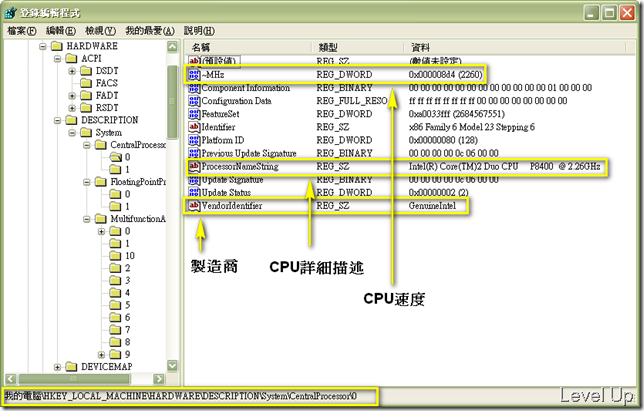 登錄編輯程式
檔案(F) 編輯(E) 檢視(V) 我的最愛(A) 說明(H)
HARDWARE
ACPI
DSDT
FACS
FADT
RSDT
DESCRIPTION
System
CentralProcessor
0
1
FloatingPointPr
MultifunctionA
0
1
10
2
3
4
5
6
7
8
9
DEVICEMAP
名稱 類型 資料
(預設值) REG_SZ (數值未設定)
~MHz REG_DWORD 0x000008d4 (2260)
Component Information REG_BINARY 00 00 00 00 00 00 00 00 00 00 00 00 01 00 00 00
Configuration Data REG_FULL_RESO ff ff ff ff ff ff ff ff 00 00 00 00 00 00 00 00
FeatureSet REG_DWORD 0xa0033fff (2684567551)
Identifier REG_SZ x86 Family 6 Model 23 Stepping 6
Platform ID REG_DWORD 0x00000080 (128)
Previous Update Signature REG_BINARY 00 00 00 00 0c 06 00 00
ProcessorNameString REG_SZ Intel(R) Core(TM)2 Duo CPU P8400 @ 2.26GHz
Update Signature REG_BINARY 00 00 00 00 0c 06 00 00
Update Status REG_DWORD 0x00000002 (2)
VendorIdentifier REG_SZ GenuineIntel
製造商
CPU詳細描述
CPU速度
我的電腦\HKEY_LOCAL_MACHINE\HARDWARE\DESCRIPTION\System\CentralProcessor\0
Level Up